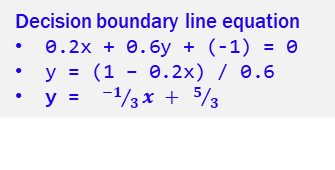 Decision boundary line equation
• 0.2x + 0.6y + (-1) = 0
• y = (1 - 0.2x) / 0.6
• y = -1/3 x + 5/3